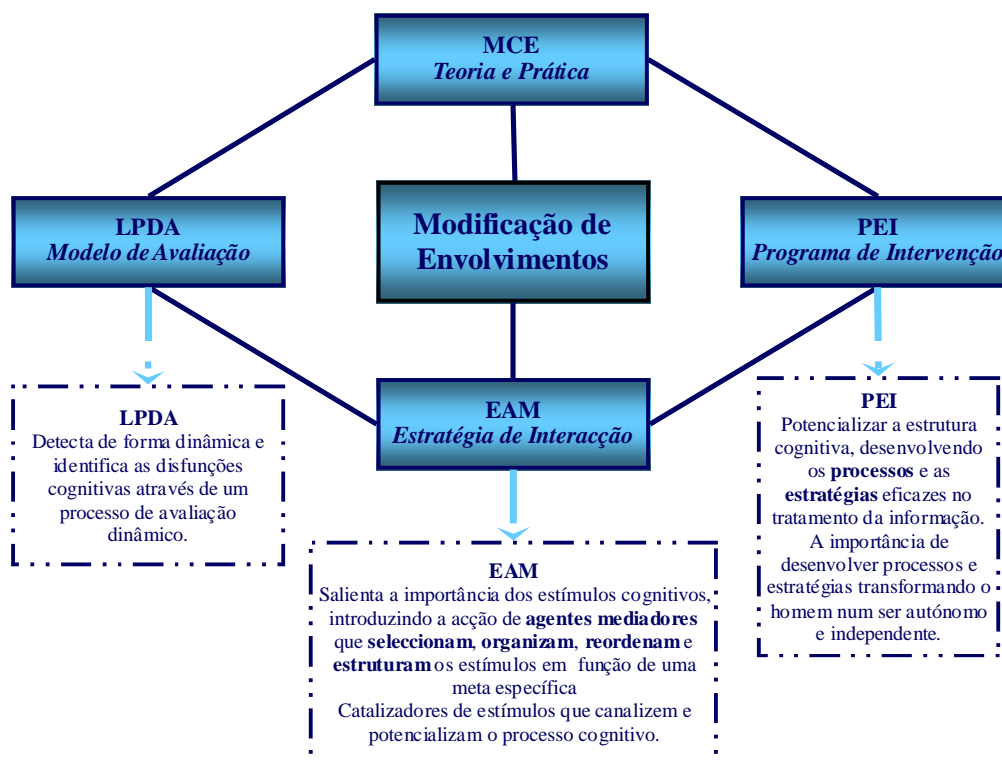 MCE
Teoria e Prática
LPDA
Modelo de Avaliação
Modificação de
Envolvimentos
PEI
Programa de Intervenção
EAM
Estratégia de Interacção
LPDA
Detecta de forma dinâmica e
identifica as disfunções
cognitivas através de um
processo de avaliação
dinâmico.
EAM
Salienta a importância dos estímulos cognitivos,
introduzindo a acção de agentes mediadores
que seleccionam, organizam, reordenam e
estruturam os estímulos em função de uma
meta específica
Catalizadores de estímulos que canalizem e
potencializam o processo cognitivo.
PEI
Potencializar a estrutura
cognitiva, desenvolvendo
os processos e as
estratégias eficazes no
tratamento da informação.
A importância de
desenvolver processos e
estratégias transformando o
homem num ser autónomo
e independente.